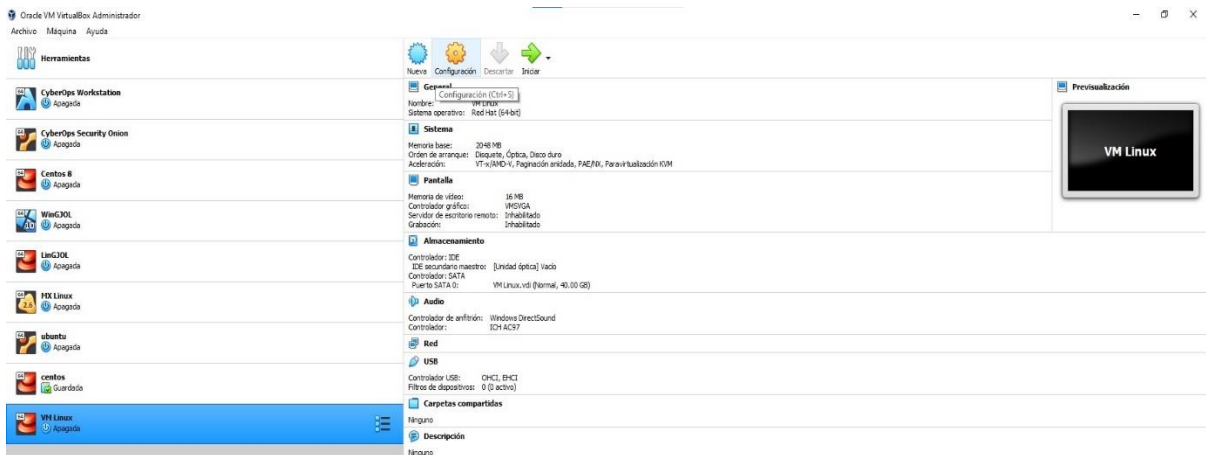 Oracle VM VirtualBox Administrador
Archivo Máquina Ayuda
Herramientas
CyberOps Workstation
Apagada
CyberOps Security Onion
Apagada
Centos 8
Apagada
WinGJOL
Apagada
LinGJOL
Apagada
MX Linux
Apagada
ubuntu
Apagada
centos
Guardada
VM Linux
Apagada
Nueva Configuración Descartar Iniciar
General
Configuración (Ctrl+S)
Nombre: VM Linux
Sistema operativo: Red Hat (64-bit)
Sistema
Memoria base: 2048 MB
Orden de arranque: Disquete, Óptica, Disco duro
Aceleración: VT-x/AMD-V, Paginación anidada, PAE/NX, Paravirtualización KVM
Pantalla
Memoria de vídeo: 16 MB
Controlador gráfico: VMSVGA
Servidor de escritorio remoto: Inhabilitado
Grabación: Inhabilitado
Almacenamiento
Controlador: IDE
IDE secundario maestro: [Unidad óptica] Vacío
Controlador: SATA
Puerto SATA 0: VM Linux.vdi (Normal, 40.00 GB)
Audio
Controlador de anfitrión: Windows DirectSound
Controlador: ICH AC97
Red
USB
Controlador USB: OHCI, EHCI
Filtros de dispositivos: 0 (0 activo)
Carpetas compartidas
Ninguno
Descripción
Ninguno
Previsualización
VM Linux